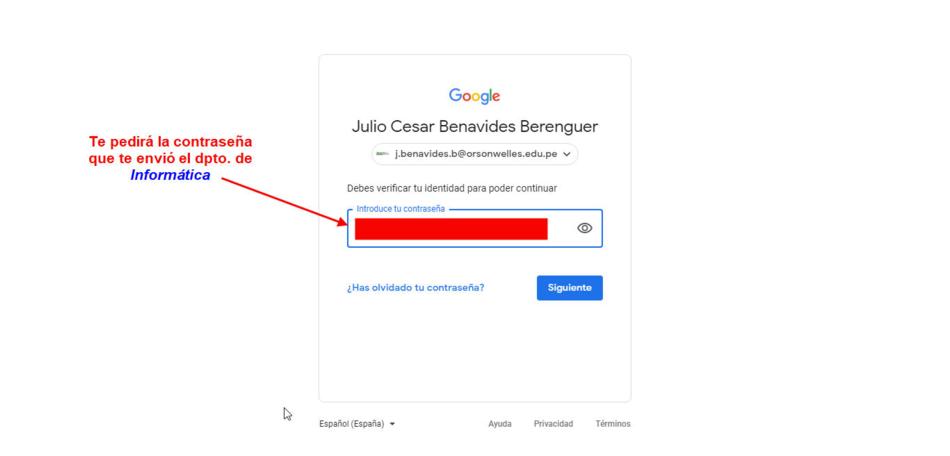 Google
Julio Cesar Benavides Berenguer
Te pedirá la contraseña
que te envió el dpto. de
Informática
j.benavides.b@orsonwelles.edu.pe
Debes verificar tu identidad para poder continuar
Introduce tu contraseña
¿Has olvidado tu contraseña?
Siguiente
Español (España)
Ayuda
Privacidad
Términos